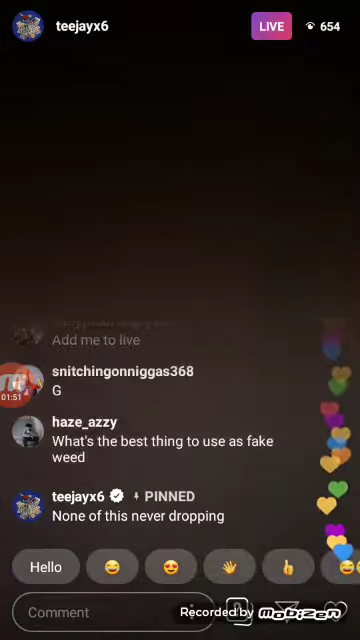 teejayx6
LIVE
654
Add me to live
snitchingonniggas368
G
01:51
haze_azzy
What's the best thing to use as fake
weed
teejayx6 PINNED
None of this never dropping
Hello
Comment
Recorded by MOBIZEN